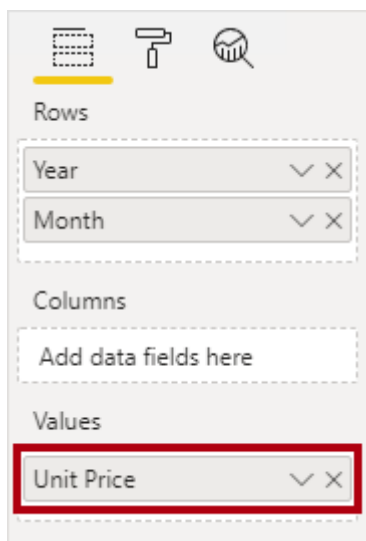 Rows
Year
Month
Columns
Add data fields here
Values
Unit Price